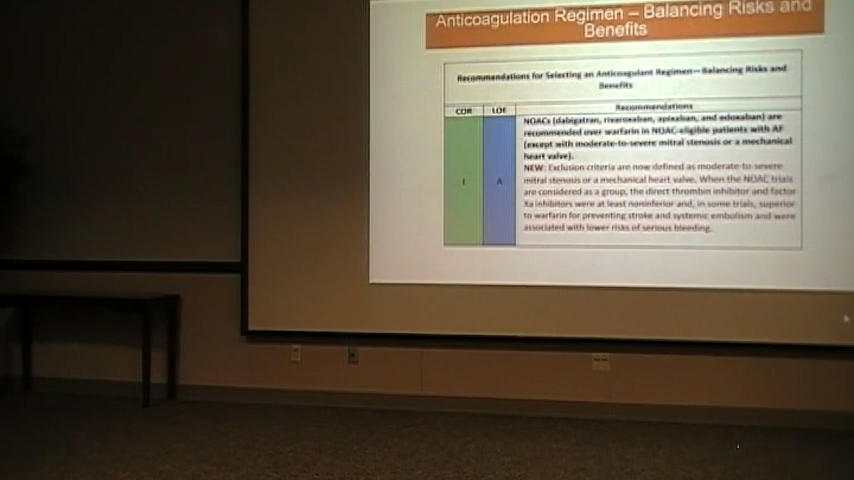 Anticoagulation Regimen – Balancing Risks and
Benefits
Recommendations for Selecting an Anticoagulant Regimen—Balancing Risks and
Benefits
COR LOE Recommendations
I A
NOACs (dabigatran, rivaroxaban, apixaban, and edoxaban) are
recommended over warfarin in NOAC-eligible patients with AF
(except with moderate-to-severe mitral stenosis or a mechanical
heart valve).
NEW: Exclusion criteria are now defined as moderate-to-severe
mitral stenosis or a mechanical heart valve. When the NOAC trials
are considered as a group, the direct thrombin inhibitor and factor
Xa inhibitors were at least noninferior and, in some trials, superior
to warfarin for preventing stroke and systemic embolism and were
associated with lower risks of serious bleeding.